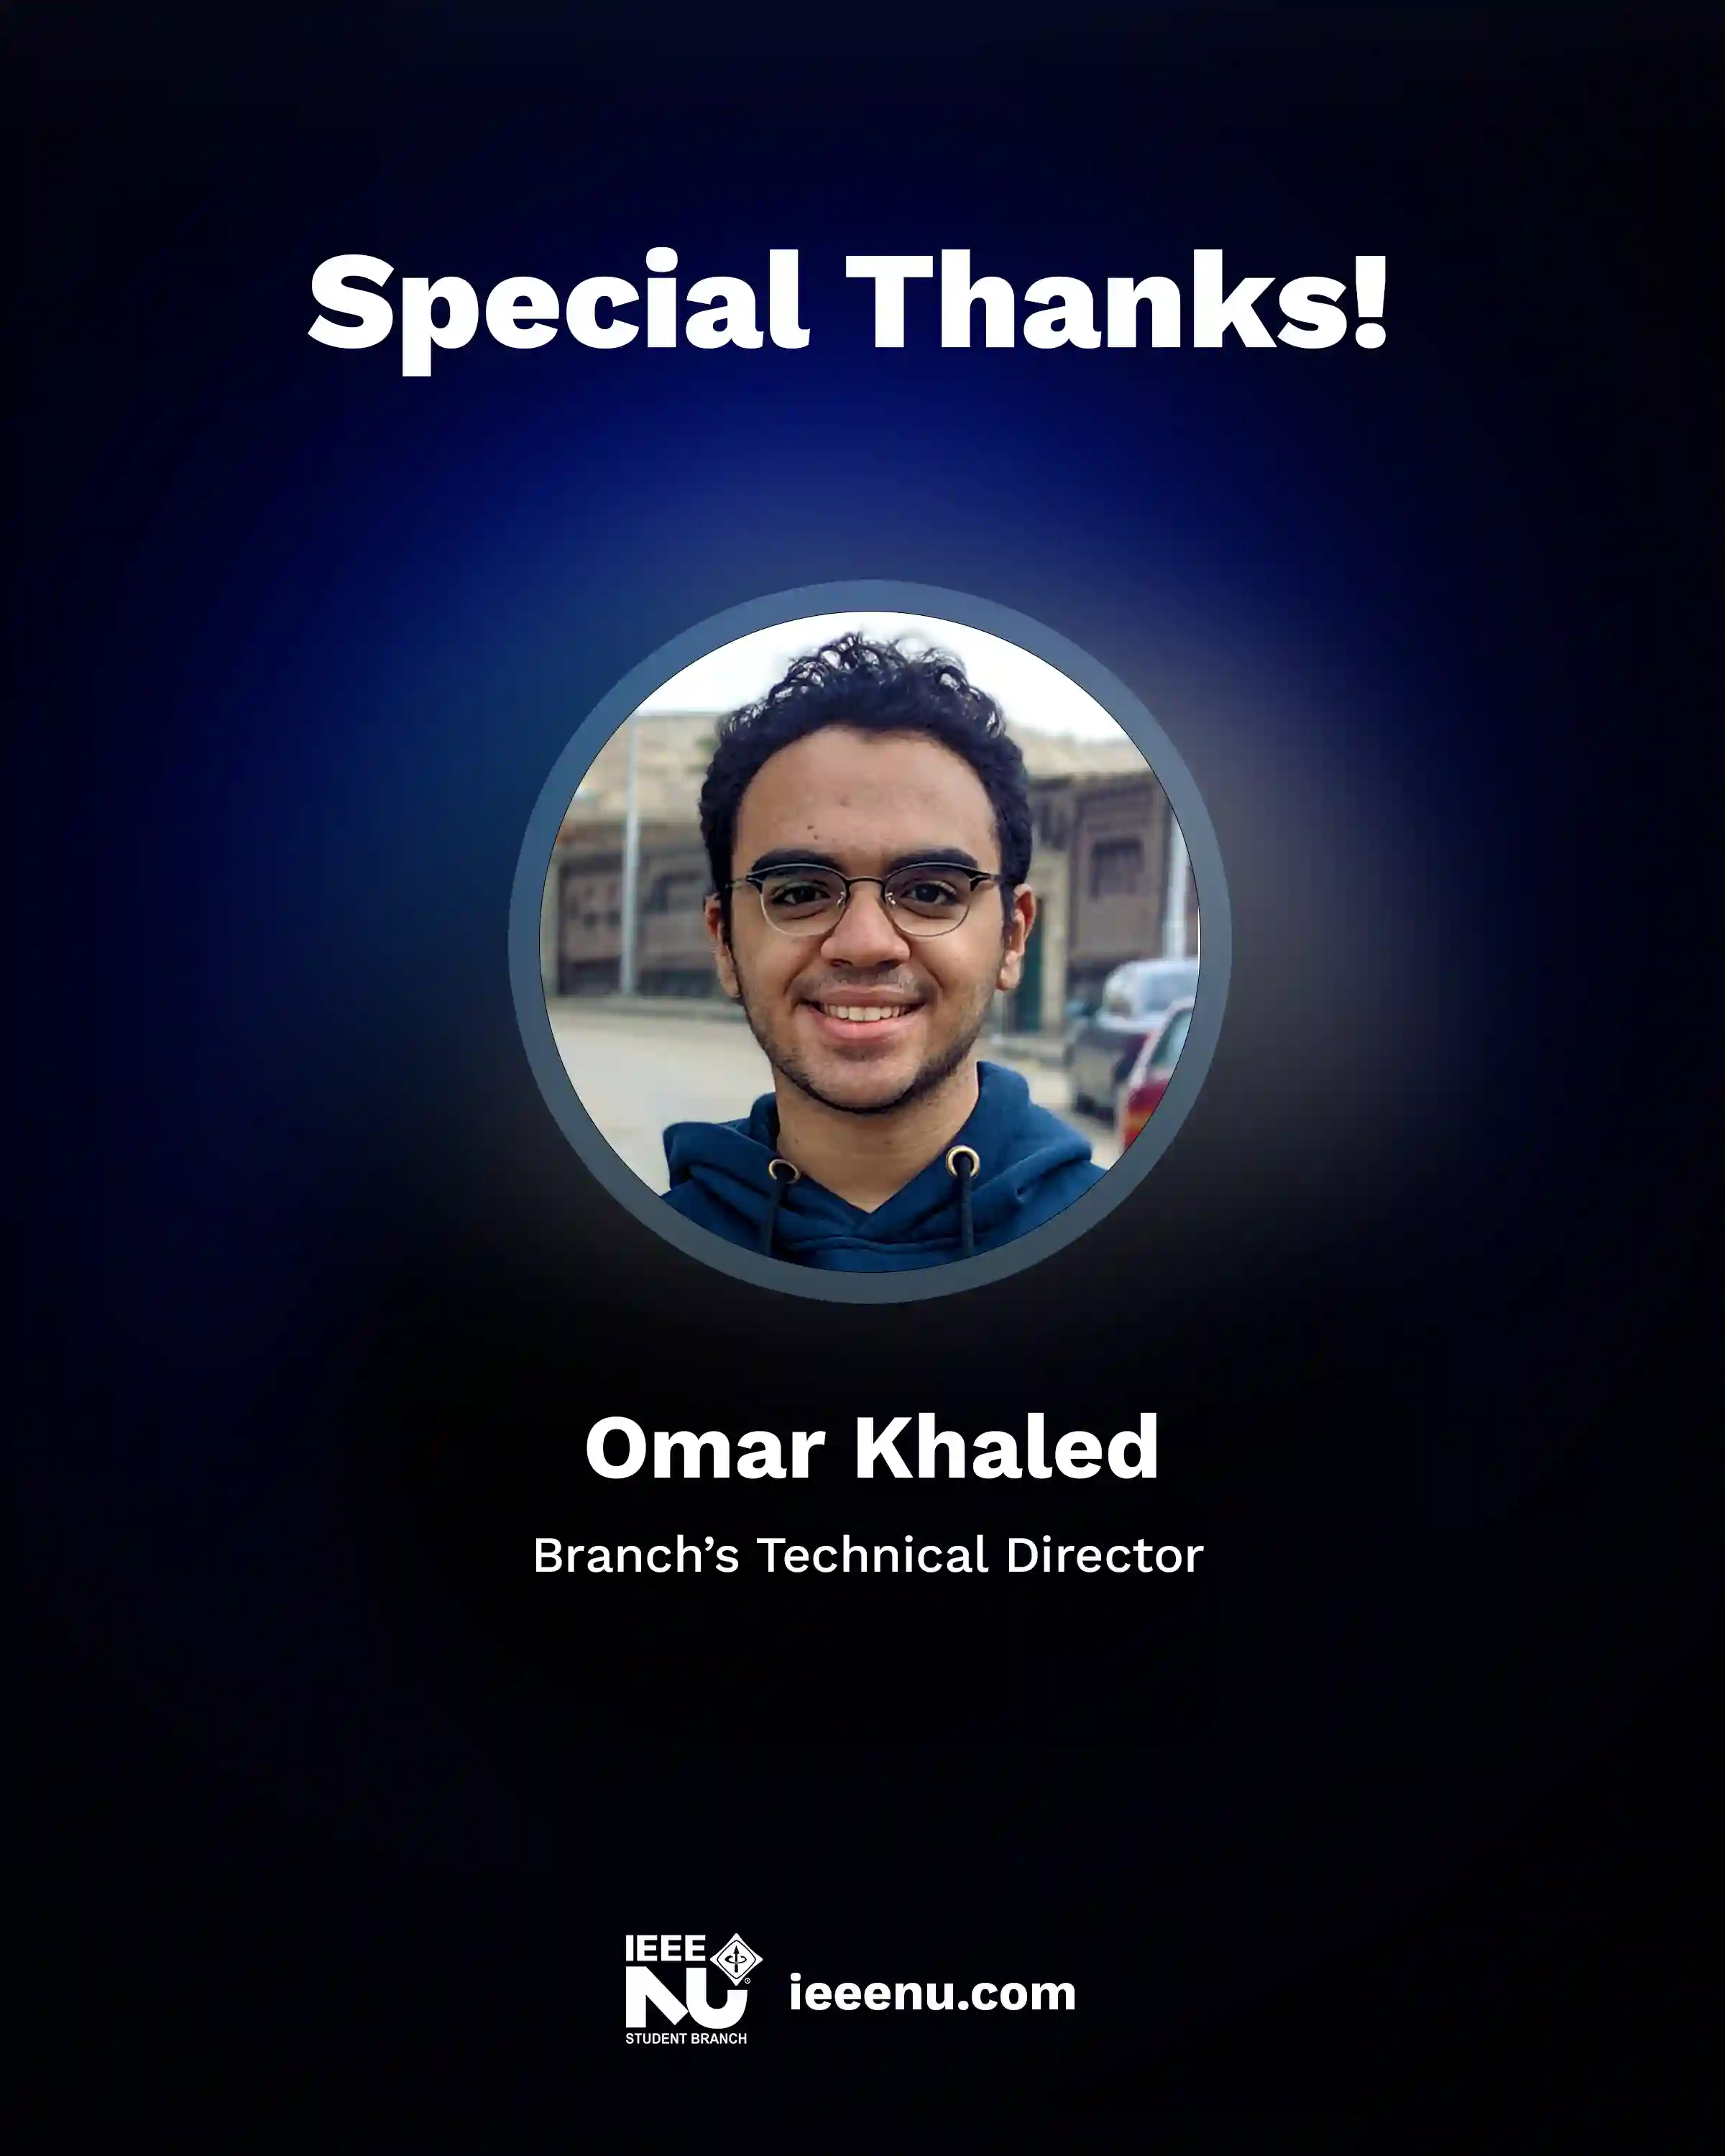 Special Thanks!
Omar Khaled
Branch’s Technical Director
IEEE
NU
STUDENT BRANCH
ieeenu.com